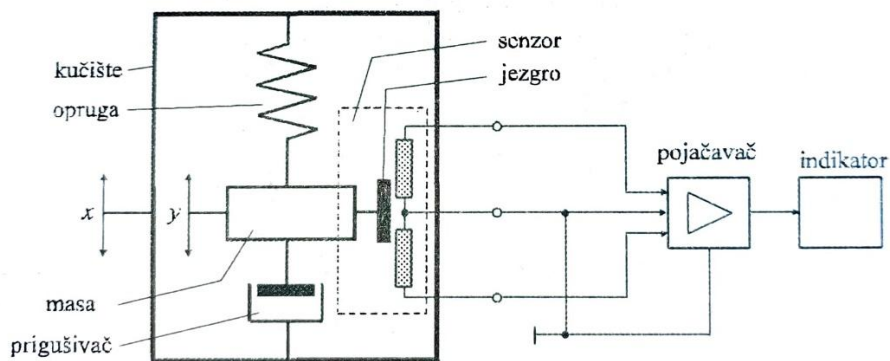 senzor
kučište
jezgro
opruga
pojačavač
indikator
x
y
masa
prigušivač